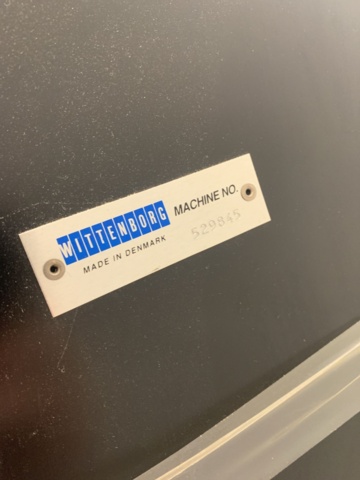 WITTENBORG MACHINE NO.
MADE IN DENMARK 529845